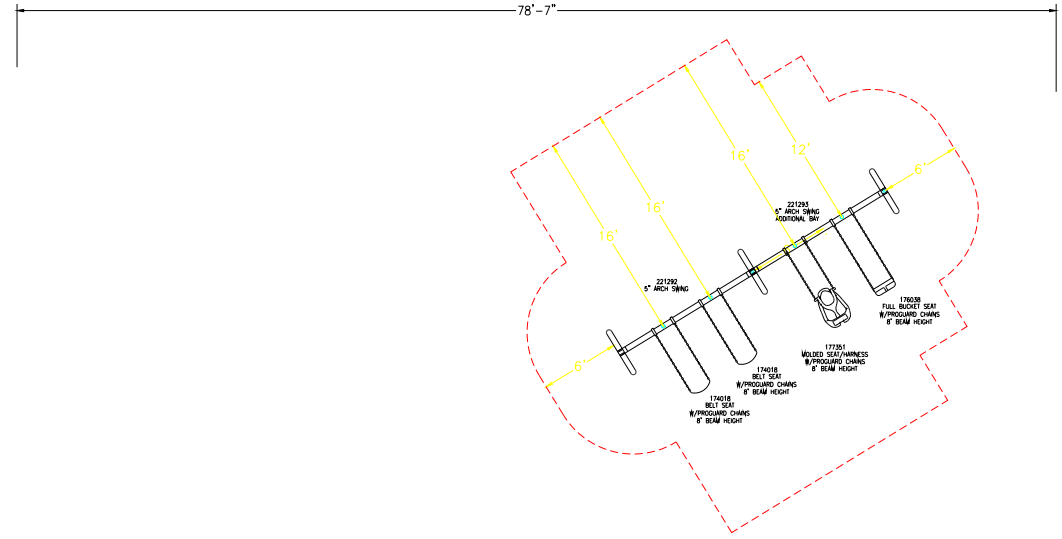 78'-7"
16'
16'
16'
12'
6'
221293
5" ARCH SWING
ADDITIONAL BAY
221292
5" ARCH SWING
6'
176038
FULL BUCKET SEAT
W/PROGUARD CHAINS
8' BEAM HEIGHT
177351
MOLDED SEAT/HARNESS
W/PROGUARD CHAINS
8' BEAM HEIGHT
174018
BELT SEAT
W/PROGUARD CHAINS
8' BEAM HEIGHT
174018
BELT SEAT
W/PROGUARD CHAINS
8' BEAM HEIGHT